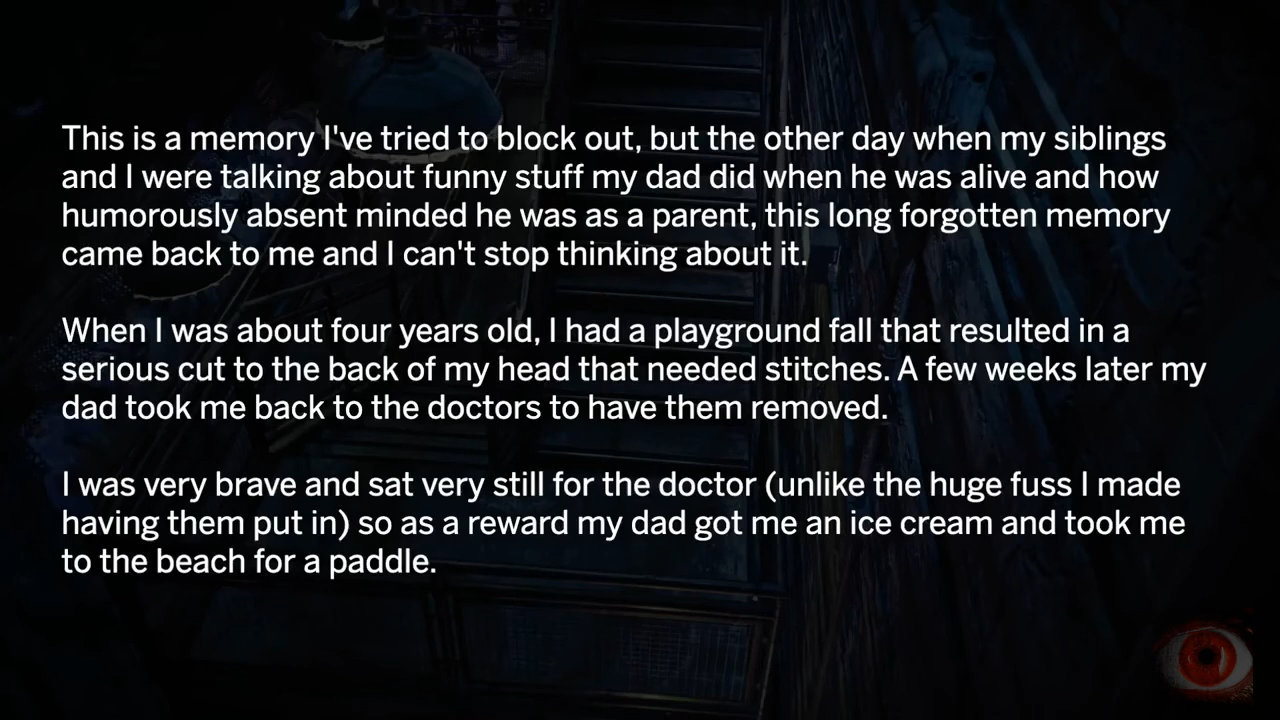 This is a memory I've tried to block out, but the other day when my siblings
and I were talking about funny stuff my dad did when he was alive and how
humorously absent minded he was as a parent, this long forgotten memory
came back to me and I can't stop thinking about it.
When I was about four years old, I had a playground fall that resulted in a
serious cut to the back of my head that needed stitches. A few weeks later my
dad took me back to the doctors to have them removed.
I was very brave and sat very still for the doctor (unlike the huge fuss I made
having them put in) so as a reward my dad got me an ice cream and took me
to the beach for a paddle.